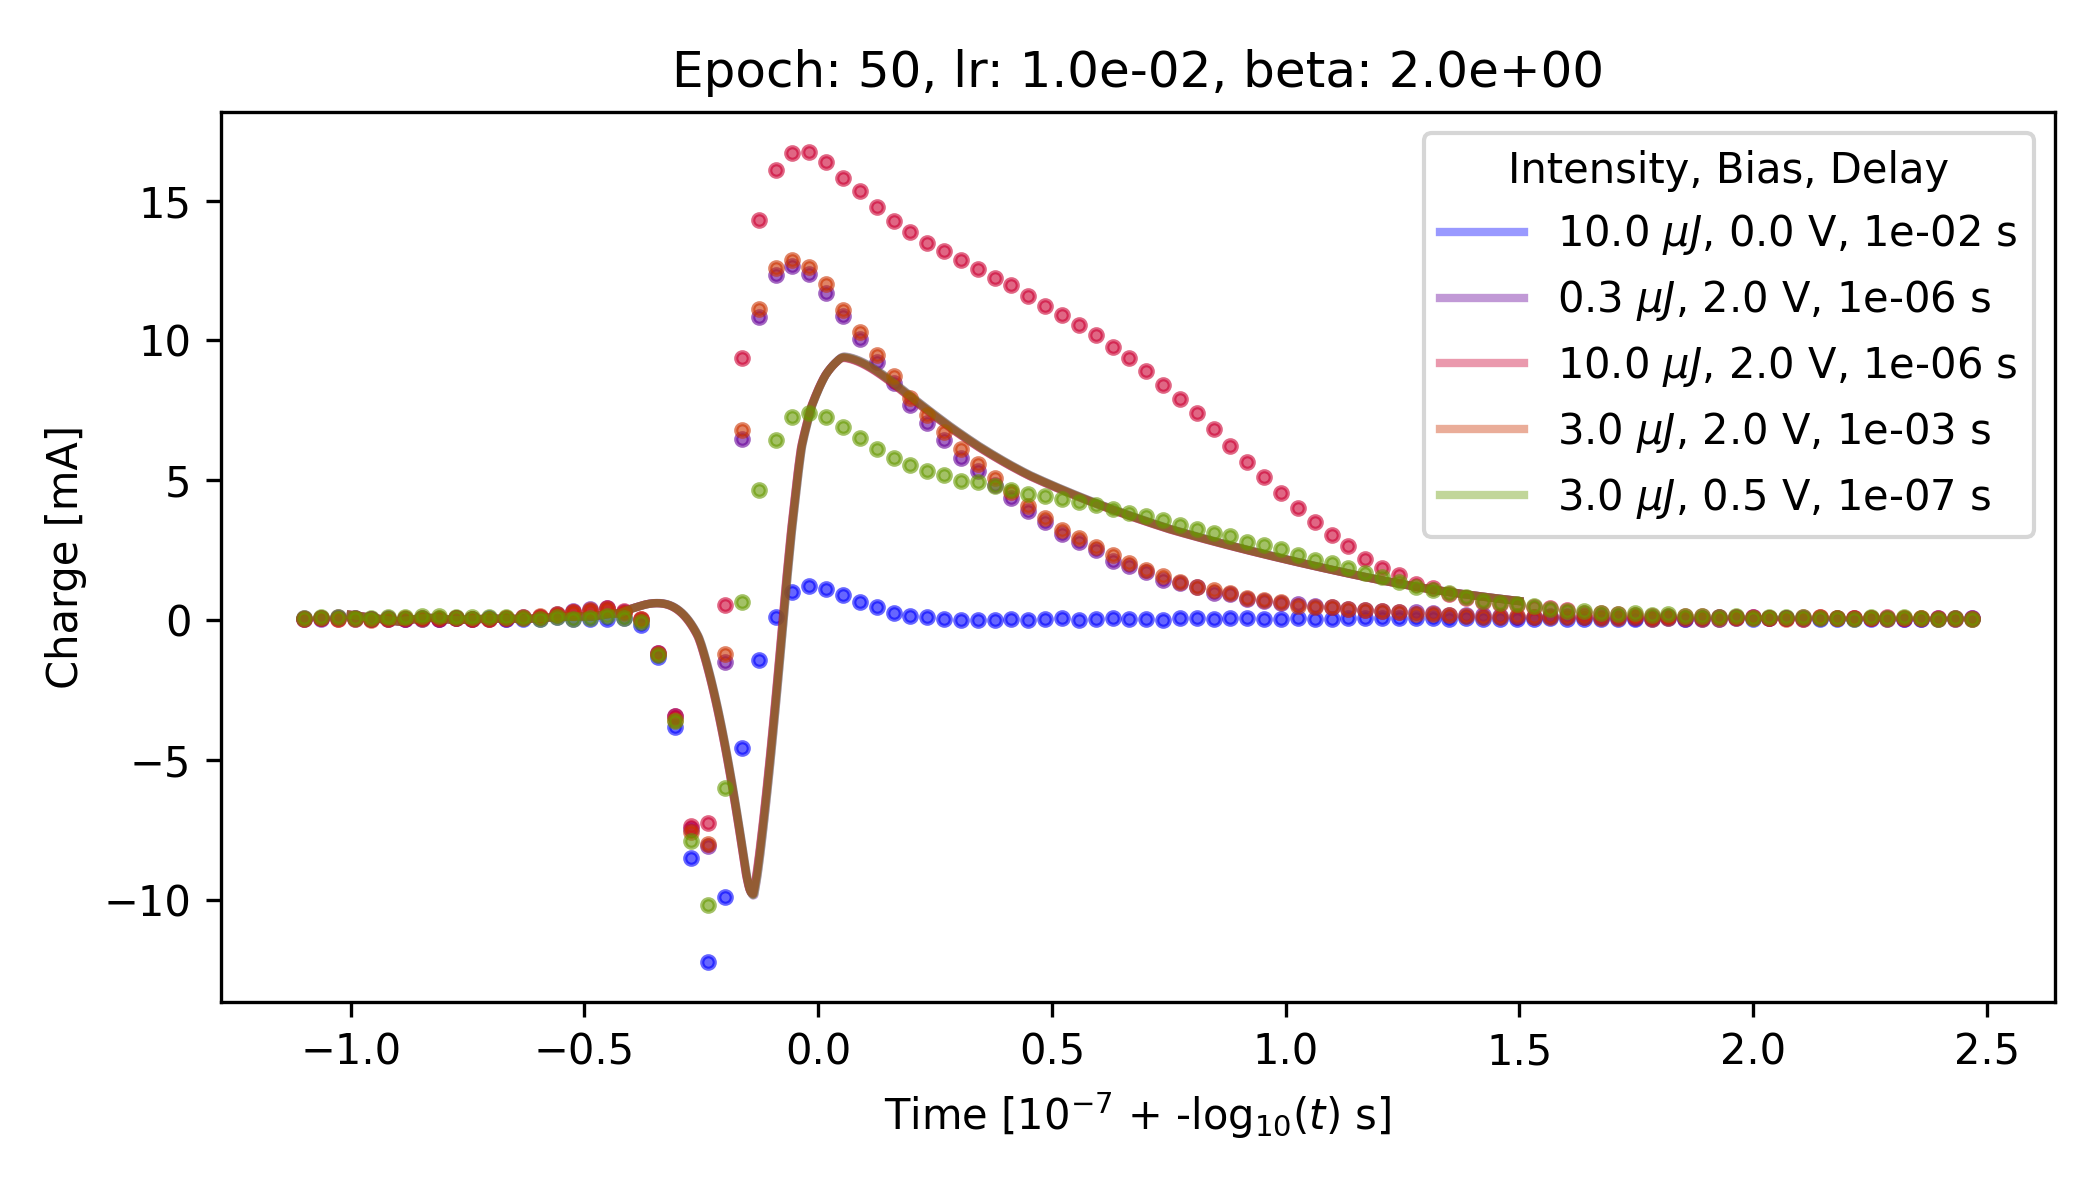 Epoch: 50, lr: 1.0e-02, beta: 2.0e+00
Charge [mA]
15
10
5
0
−5
−10
Intensity, Bias, Delay
10.0 μJ, 0.0 V, 1e-02 s
0.3 μJ, 2.0 V, 1e-06 s
10.0 μJ, 2.0 V, 1e-06 s
3.0 μJ, 2.0 V, 1e-03 s
3.0 μJ, 0.5 V, 1e-07 s
−1.0 −0.5 0.0 0.5 1.0 1.5 2.0 2.5
Time [10⁻⁷ + -log₁₀(t) s]